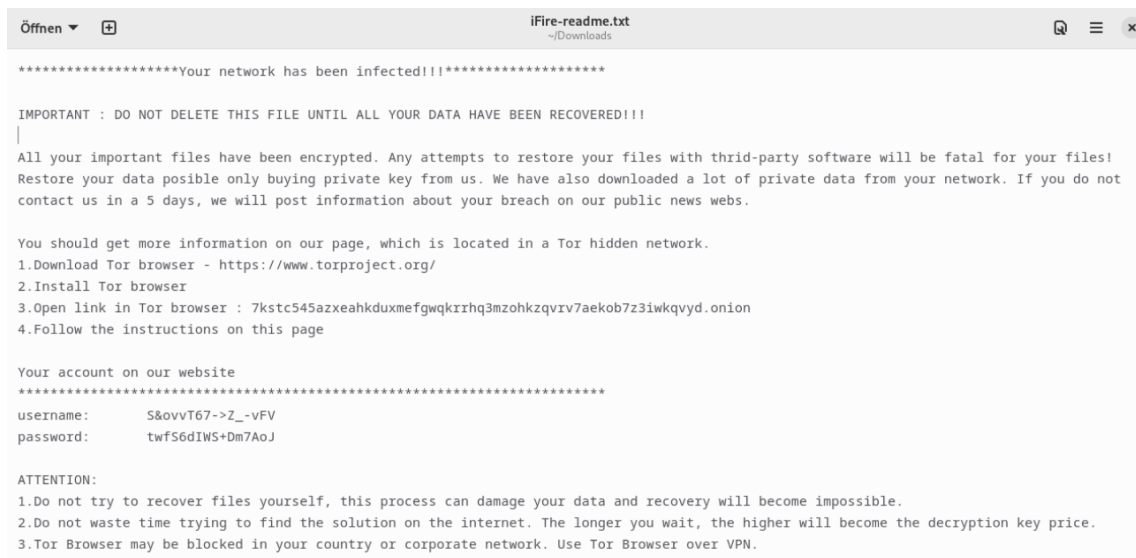 Öffnen
iFire-readme.txt
~/Downloads
********************Your network has been infected!!!********************
IMPORTANT : DO NOT DELETE THIS FILE UNTIL ALL YOUR DATA HAVE BEEN RECOVERED!!!
All your important files have been encrypted. Any attempts to restore your files with thrid-party software will be fatal for your files!
Restore your data posible only buying private key from us. We have also downloaded a lot of private data from your network. If you do not
contact us in a 5 days, we will post information about your breach on our public news webs.
You should get more information on our page, which is located in a Tor hidden network.
1.Download Tor browser - https://www.torproject.org/
2.Install Tor browser
3.Open link in Tor browser : 7kstc545azxeahkduxmefgwqkrrhq3mzohkzqvrv7aekob7z3iwkqvyd.onion
4.Follow the instructions on this page
Your account on our website
*************************************************************************
username:       S&ovvT67->Z_-vFV
password:       twfS6dIWS+Dm7AoJ
ATTENTION:
1.Do not try to recover files yourself, this process can damage your data and recovery will become impossible.
2.Do not waste time trying to find the solution on the internet. The longer you wait, the higher will become the decryption key price.
3.Tor Browser may be blocked in your country or corporate network. Use Tor Browser over VPN.